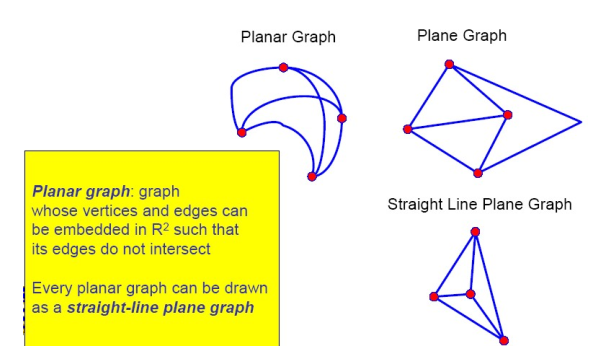 Planar Graph
Plane Graph
Planar graph: graph
whose vertices and edges can
be embedded in R² such that
its edges do not intersect
Every planar graph can be drawn
as a straight-line plane graph
Straight Line Plane Graph